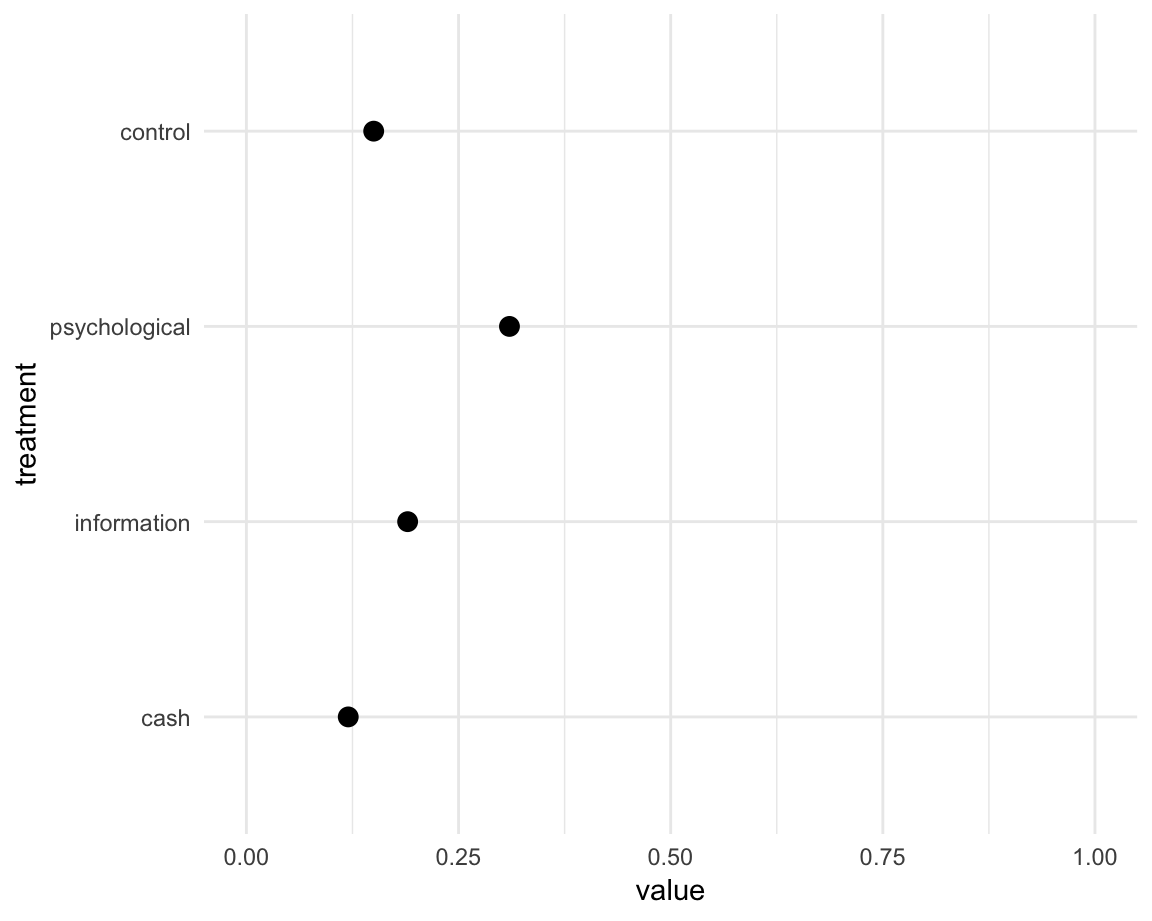 control
psychological
information
cash
treatment
0.00 0.25 0.50 0.75 1.00
value